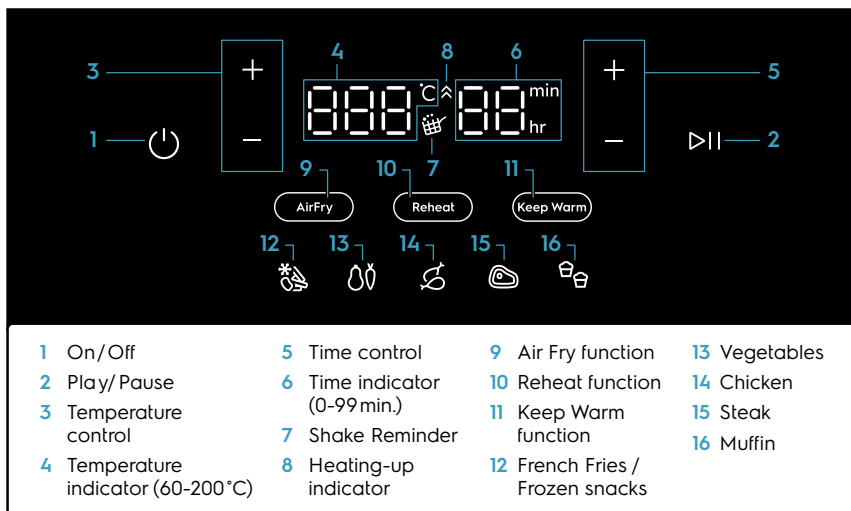 4
8
6
3
+
°C
min
+
5
888
88
1
−
hr
−
2
9
10
7
11
AirFry
Reheat
Keep Warm
12
13
14
15
16
1 On/Off
2 Play/Pause
3 Temperature
control
4 Temperature
indicator (60-200°C)
5 Time control
6 Time indicator
(0-99min.)
7 Shake Reminder
8 Heating-up
indicator
9 Air Fry function
10 Reheat function
11 Keep Warm
function
12 French Fries /
Frozen snacks
13 Vegetables
14 Chicken
15 Steak
16 Muffin